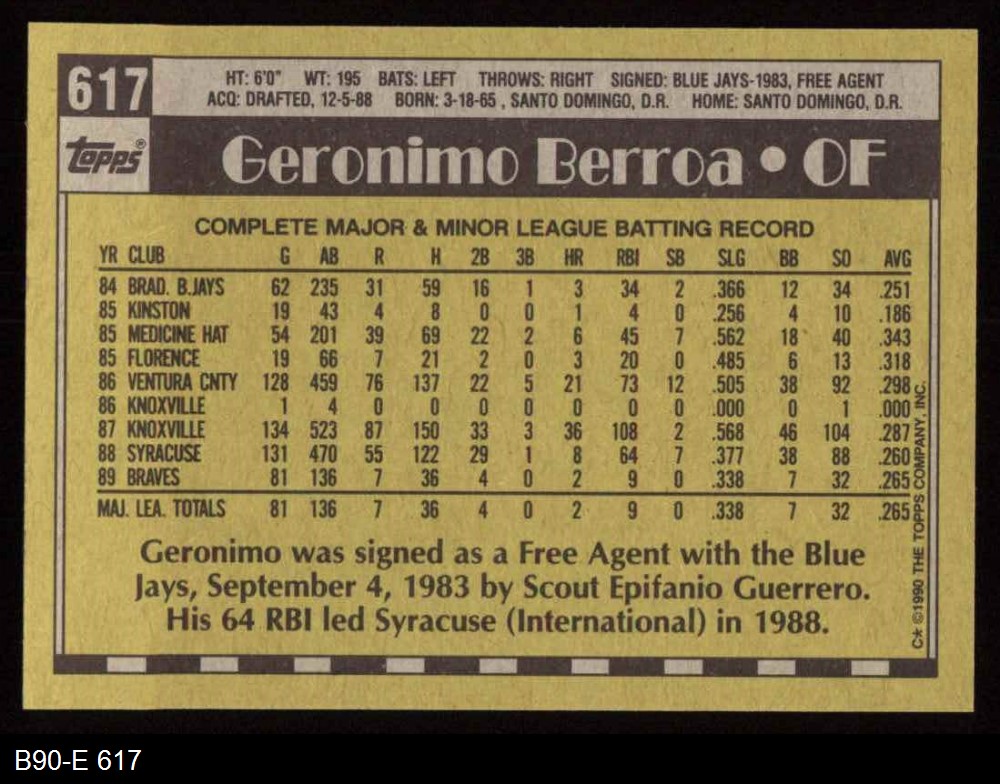 617
HT: 6'0" WT: 195 BATS: LEFT THROWS: RIGHT SIGNED: BLUE JAYS-1983, FREE AGENT
ACQ: DRAFTED, 12-5-88 BORN: 3-18-65 , SANTO DOMINGO, D.R. HOME: SANTO DOMINGO, D.R.
Topps®
Geronimo Berroa • OF
COMPLETE MAJOR & MINOR LEAGUE BATTING RECORD
YR CLUB G AB R H 2B 3B HR RBI SB SLG BB SO AVG
84 BRAD. B.JAYS 62 235 31 59 16 1 3 34 2 .366 12 34 .251
85 KINSTON 19 43 4 8 0 0 1 4 0 .256 4 10 .186
85 MEDICINE HAT 54 201 39 69 22 2 6 45 7 .562 18 40 .343
85 FLORENCE 19 66 7 21 2 0 3 20 0 .485 6 13 .318
86 VENTURA CNTY 128 459 76 137 22 5 21 73 12 .505 38 92 .298
86 KNOXVILLE 1 4 0 0 0 0 0 0 0 .000 0 1 .000
87 KNOXVILLE 134 523 87 150 33 3 36 108 2 .568 46 104 .287
88 SYRACUSE 131 470 55 122 29 1 8 64 7 .377 38 88 .260
89 BRAVES 81 136 7 36 4 0 2 9 0 .338 7 32 .265
MAJ. LEA. TOTALS 81 136 7 36 4 0 2 9 0 .338 7 32 .265
Geronimo was signed as a Free Agent with the Blue
Jays, September 4, 1983 by Scout Epifanio Guerrero.
His 64 RBI led Syracuse (International) in 1988.
C* ©1990 THE TOPPS COMPANY, INC.
B90-E 617